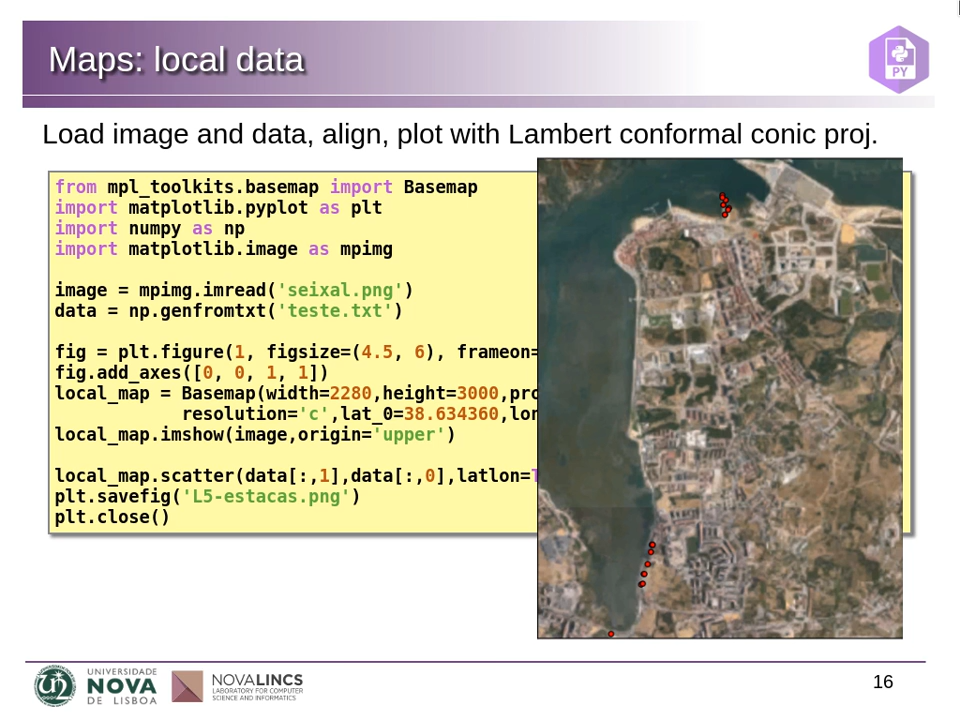 Maps: local data
PY
Load image and data, align, plot with Lambert conformal conic proj.
from mpl_toolkits.basemap import Basemap
import matplotlib.pyplot as plt
import numpy as np
import matplotlib.image as mpimg
image = mpimg.imread('seixal.png')
data = np.genfromtxt('teste.txt')
fig = plt.figure(1, figsize=(4.5, 6), frameon=
fig.add_axes([0, 0, 1, 1])
local_map = Basemap(width=2280,height=3000,pro
resolution='c',lat_0=38.634360,lon
local_map.imshow(image,origin='upper')
local_map.scatter(data[:,1],data[:,0],latlon=T
plt.savefig('L5-estacas.png')
plt.close()
UNIVERSIDADE
NOVA
DE LISBOA
NOVALINCS
LABORATORY FOR COMPUTER
SCIENCE AND INFORMATICS
16